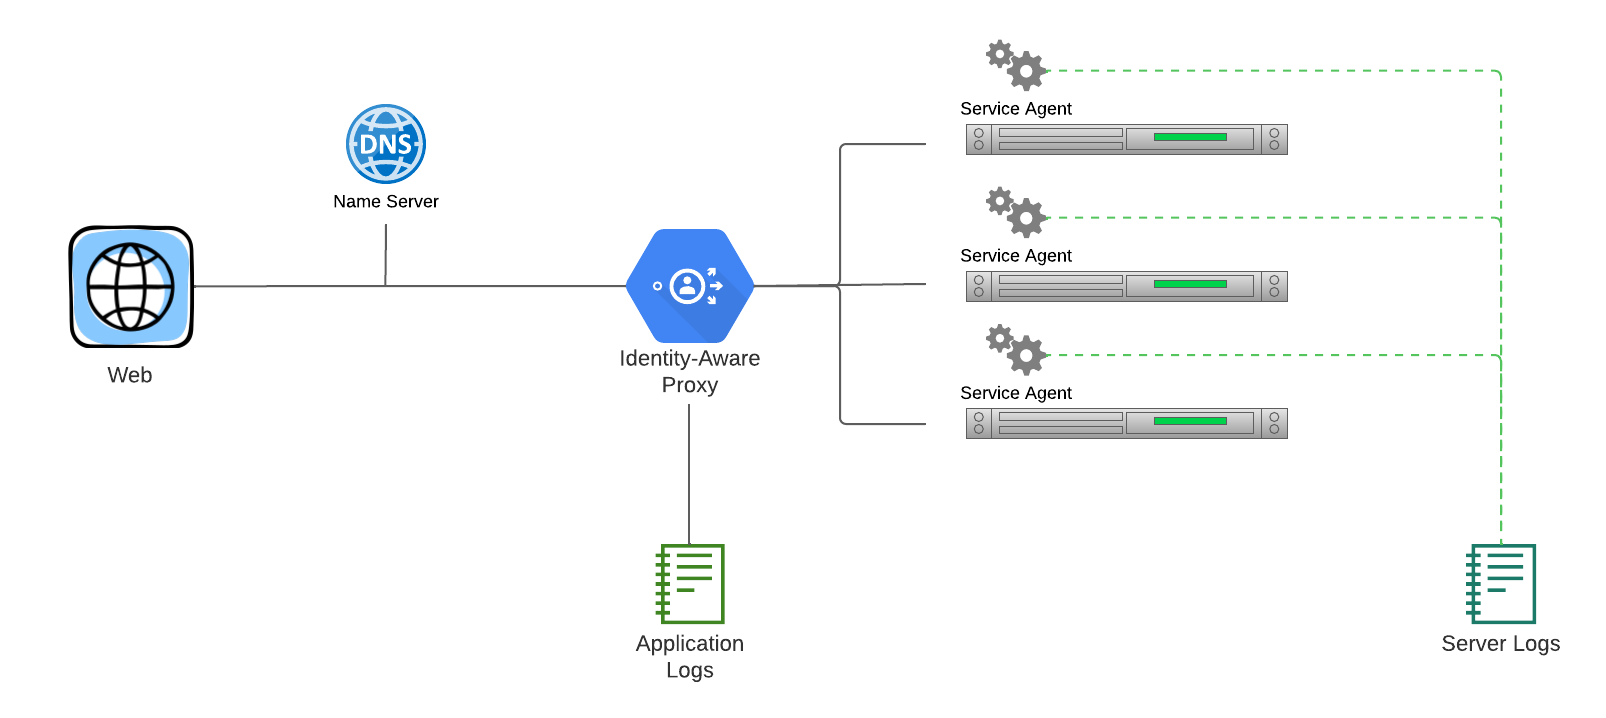 Service Agent
DNS
Name Server
Service Agent
Web
Identity-Aware
Proxy
Service Agent
Application
Logs
Server Logs